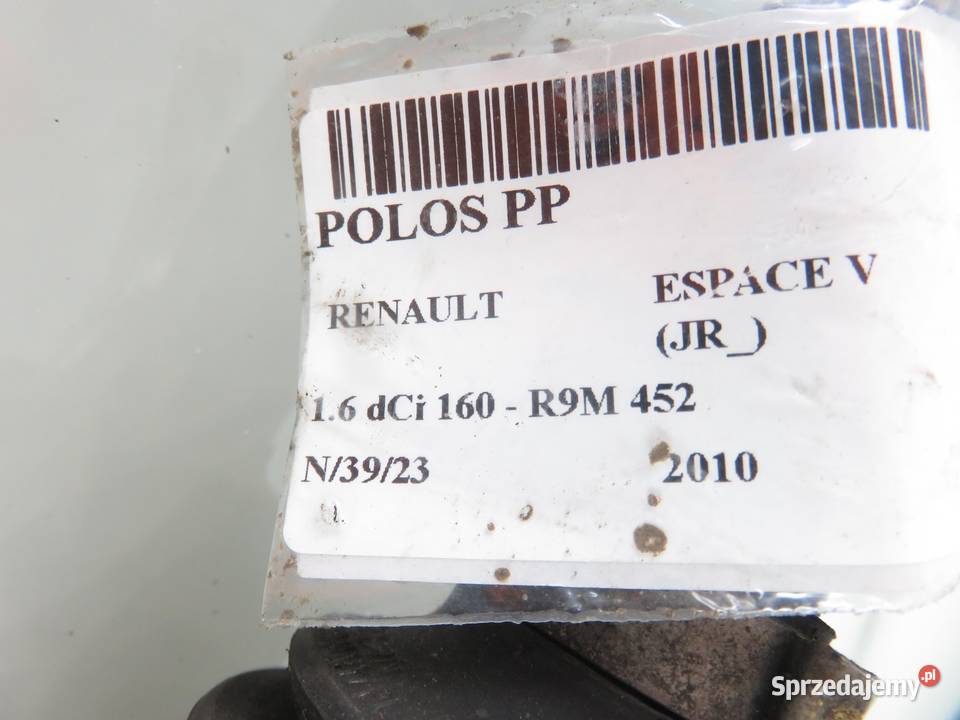 POLOS PP
RENAULT
ESPACE V
(JR_)
1.6 dCi 160 - R9M 452
N/39/23
2010
Sprzedajemy.pl